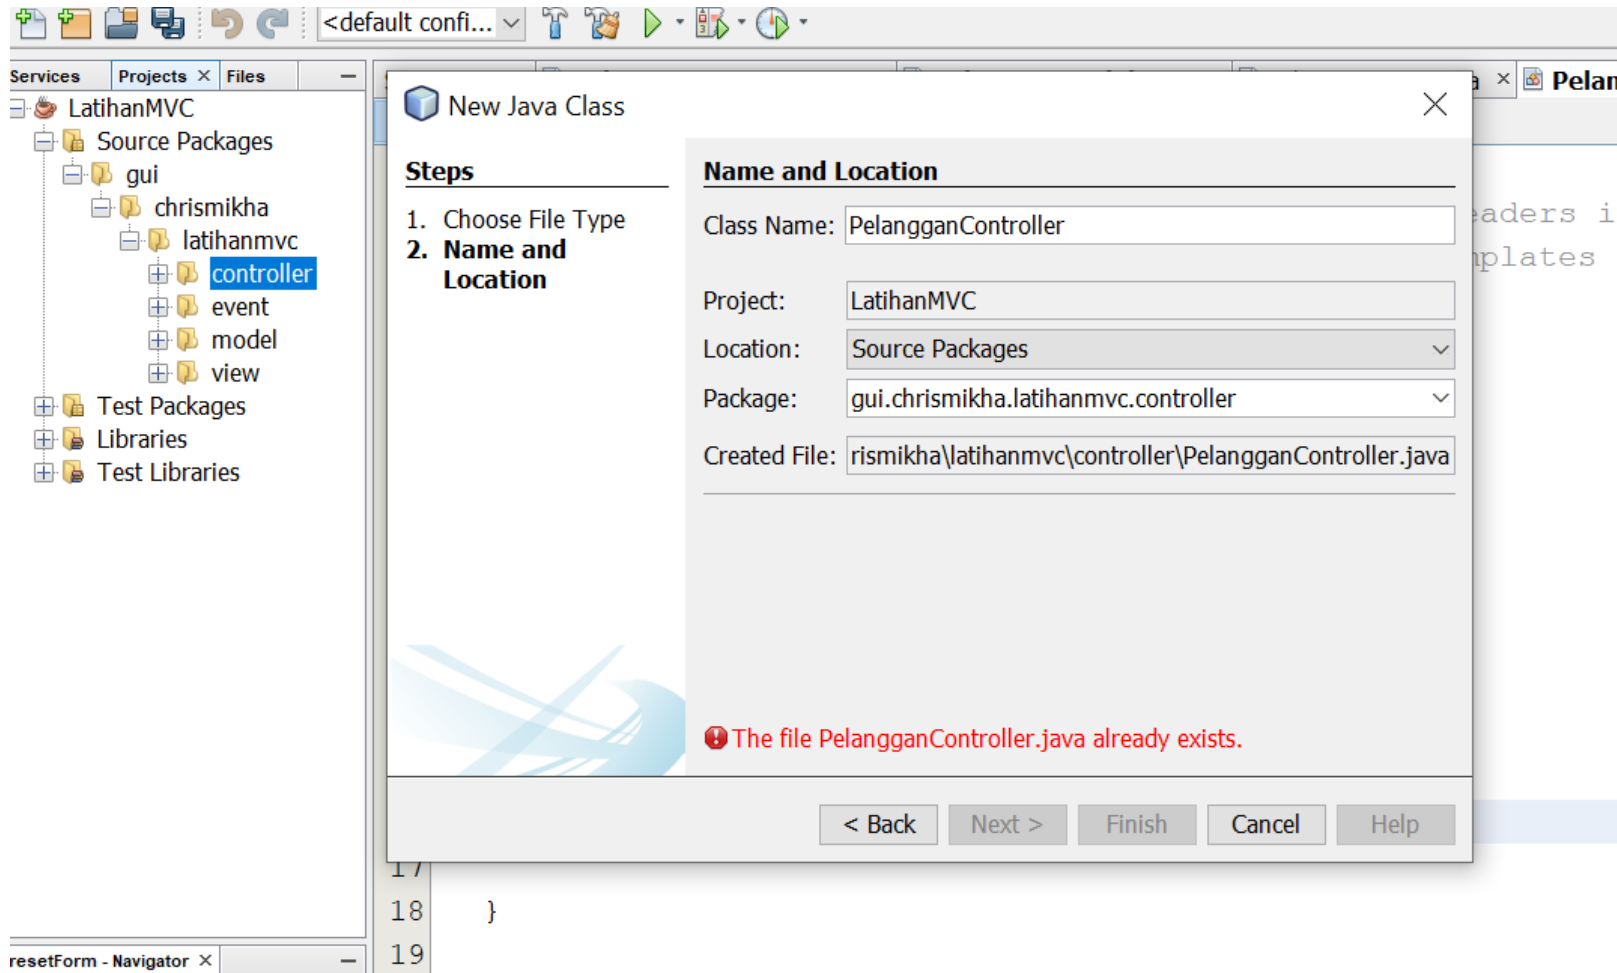 <default confi...
Services
Projects
Files
LatihanMVC
Source Packages
gui
chrismikha
latihanmvc
controller
event
model
view
Test Packages
Libraries
Test Libraries
resetForm - Navigator
New Java Class
Steps
1. Choose File Type
2. Name and
Location
Name and Location
Class Name: PelangganController
Project: LatihanMVC
Location: Source Packages
Package: gui.chrismikha.latihanmvc.controller
Created File: rismikha\latihanmvc\controller\PelangganController.java
The file PelangganController.java already exists.
< Back
Next >
Finish
Cancel
Help
Pelan
eaders i
mplates
17
18 }
19